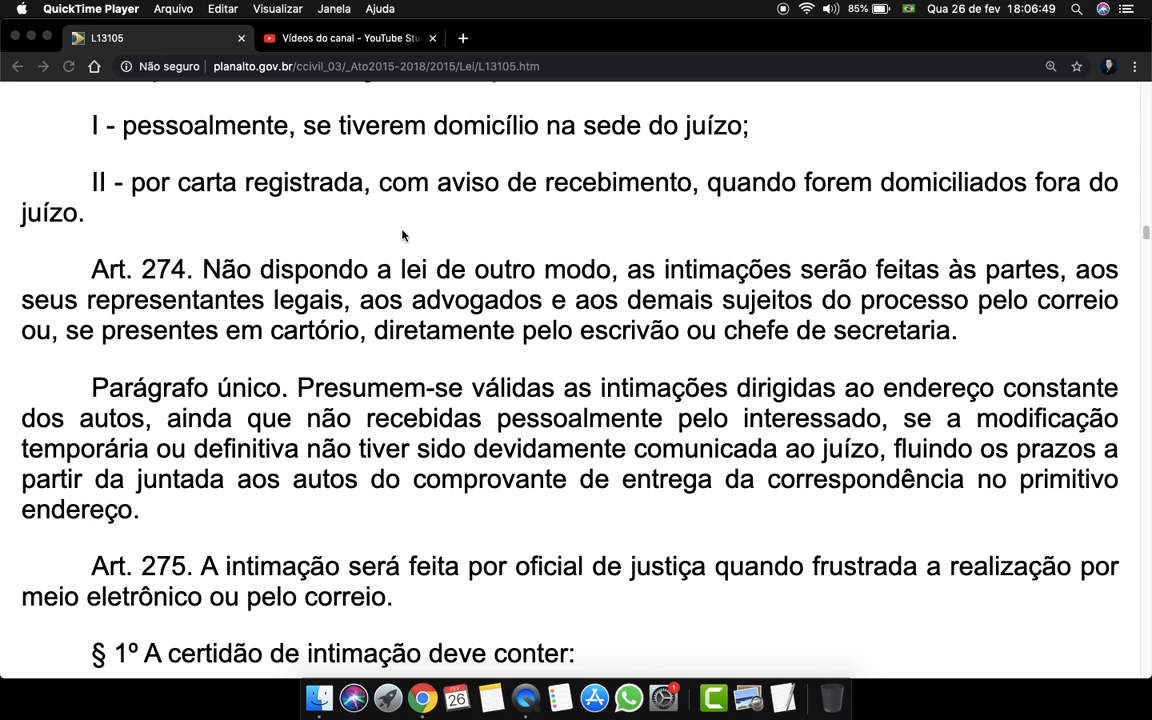 QuickTime Player Arquivo Editar Visualizar Janela Ajuda 85% Qua 26 de fev 18:06:49
L13105 Vídeos do canal - YouTube Stu
Não seguro planalto.gov.br/ccivil_03/_Ato2015-2018/2015/Lei/L13105.htm
I - pessoalmente, se tiverem domicílio na sede do juízo;
II - por carta registrada, com aviso de recebimento, quando forem domiciliados fora do
juízo.
Art. 274. Não dispondo a lei de outro modo, as intimações serão feitas às partes, aos
seus representantes legais, aos advogados e aos demais sujeitos do processo pelo correio
ou, se presentes em cartório, diretamente pelo escrivão ou chefe de secretaria.
Parágrafo único. Presumem-se válidas as intimações dirigidas ao endereço constante
dos autos, ainda que não recebidas pessoalmente pelo interessado, se a modificação
temporária ou definitiva não tiver sido devidamente comunicada ao juízo, fluindo os prazos a
partir da juntada aos autos do comprovante de entrega da correspondência no primitivo
endereço.
Art. 275. A intimação será feita por oficial de justiça quando frustrada a realização por
meio eletrônico ou pelo correio.
§ 1º A certidão de intimação deve conter:
FEV
26
1